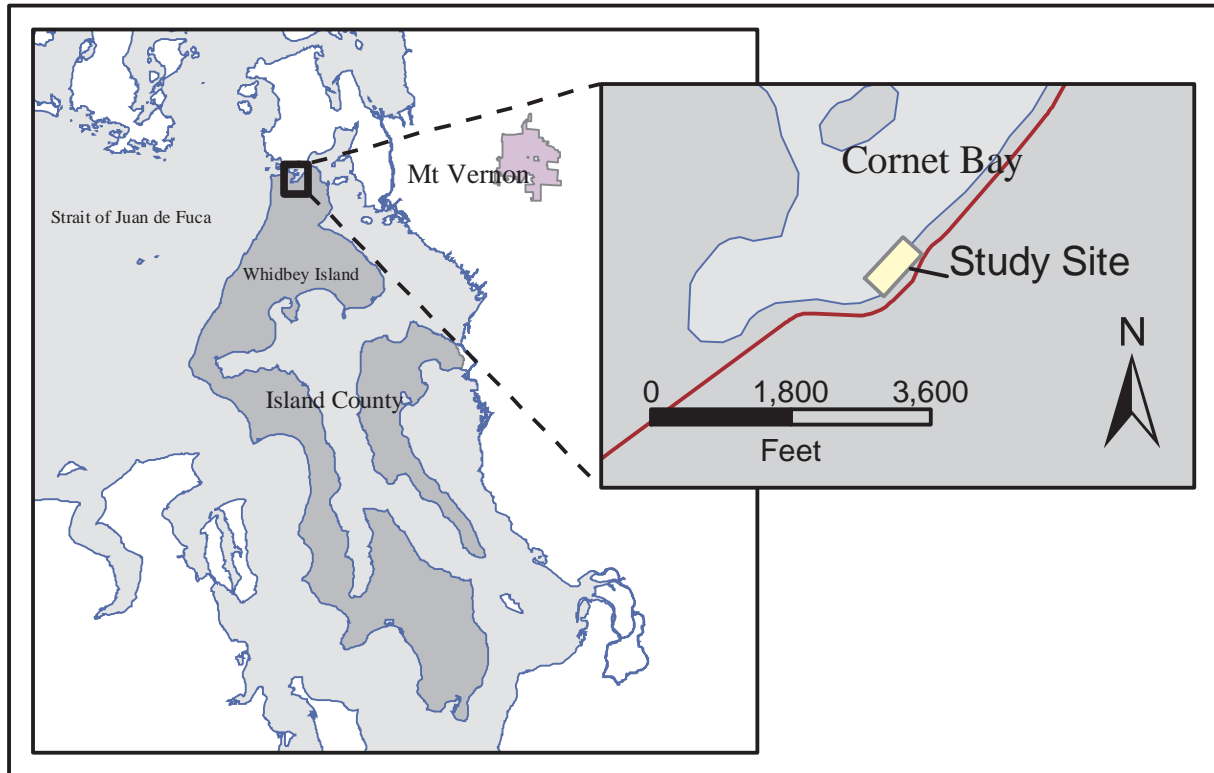 Mt Vernon
Strait of Juan de Fuca
Whidbey Island
Island County
Cornet Bay
Study Site
N
0 1,800 3,600
Feet